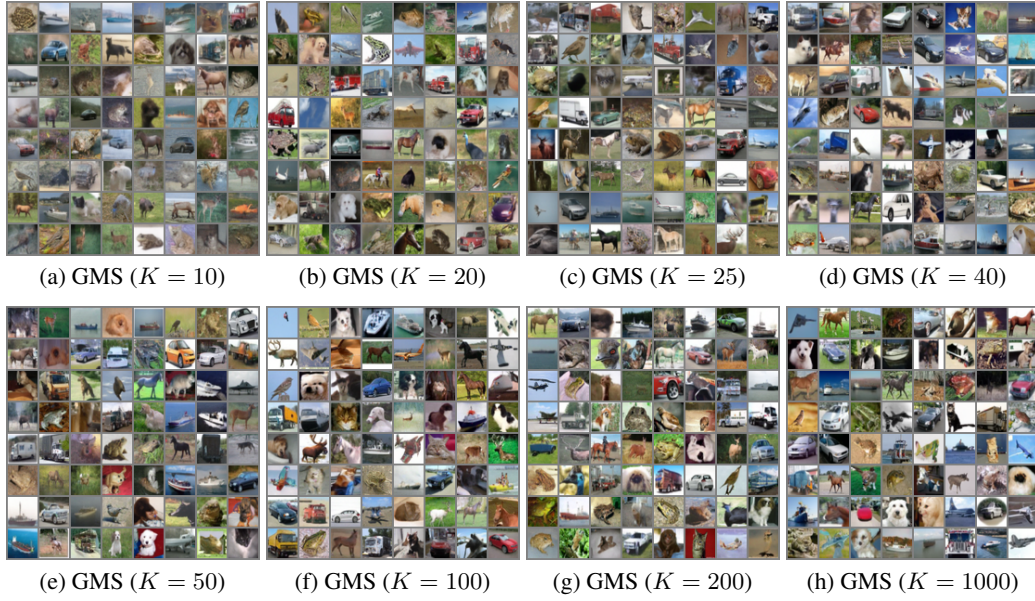 (a) GMS (K = 10)
(b) GMS (K = 20)
(c) GMS (K = 25)
(d) GMS (K = 40)
(e) GMS (K = 50)
(f) GMS (K = 100)
(g) GMS (K = 200)
(h) GMS (K = 1000)